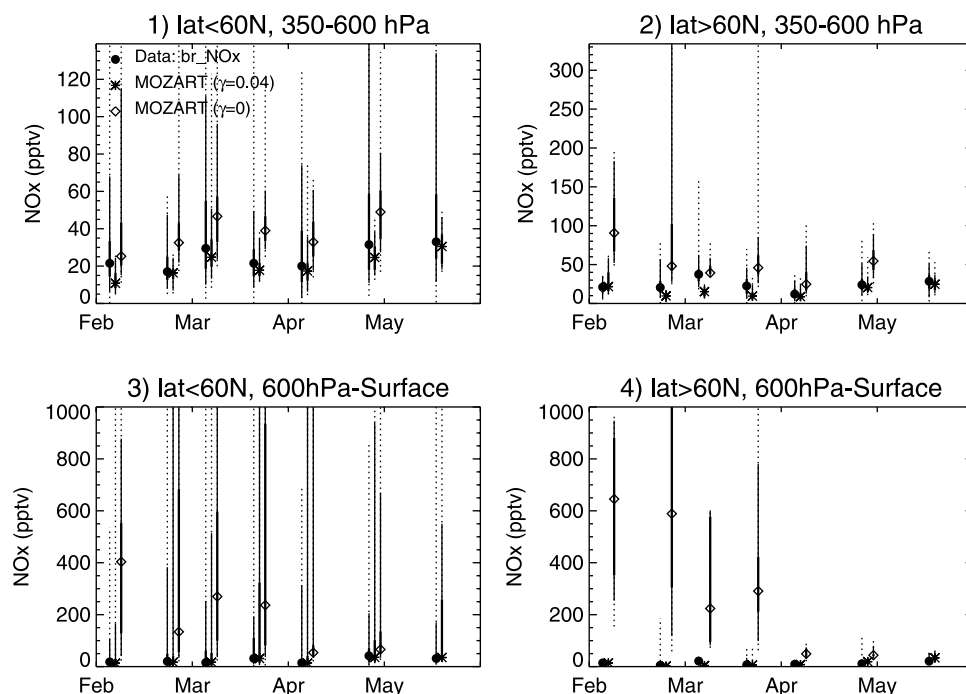 1) lat<60N, 350-600 hPa
NOx (pptv)
120
100
80
60
40
20
0
Data: br_NOx
MOZART (γ=0.04)
MOZART (γ=0)
Feb Mar Apr May
2) lat>60N, 350-600 hPa
NOx (pptv)
300
250
200
150
100
50
0
Feb Mar Apr May
3) lat<60N, 600hPa-Surface
NOx (pptv)
1000
800
600
400
200
0
Feb Mar Apr May
4) lat>60N, 600hPa-Surface
NOx (pptv)
1000
800
600
400
200
0
Feb Mar Apr May